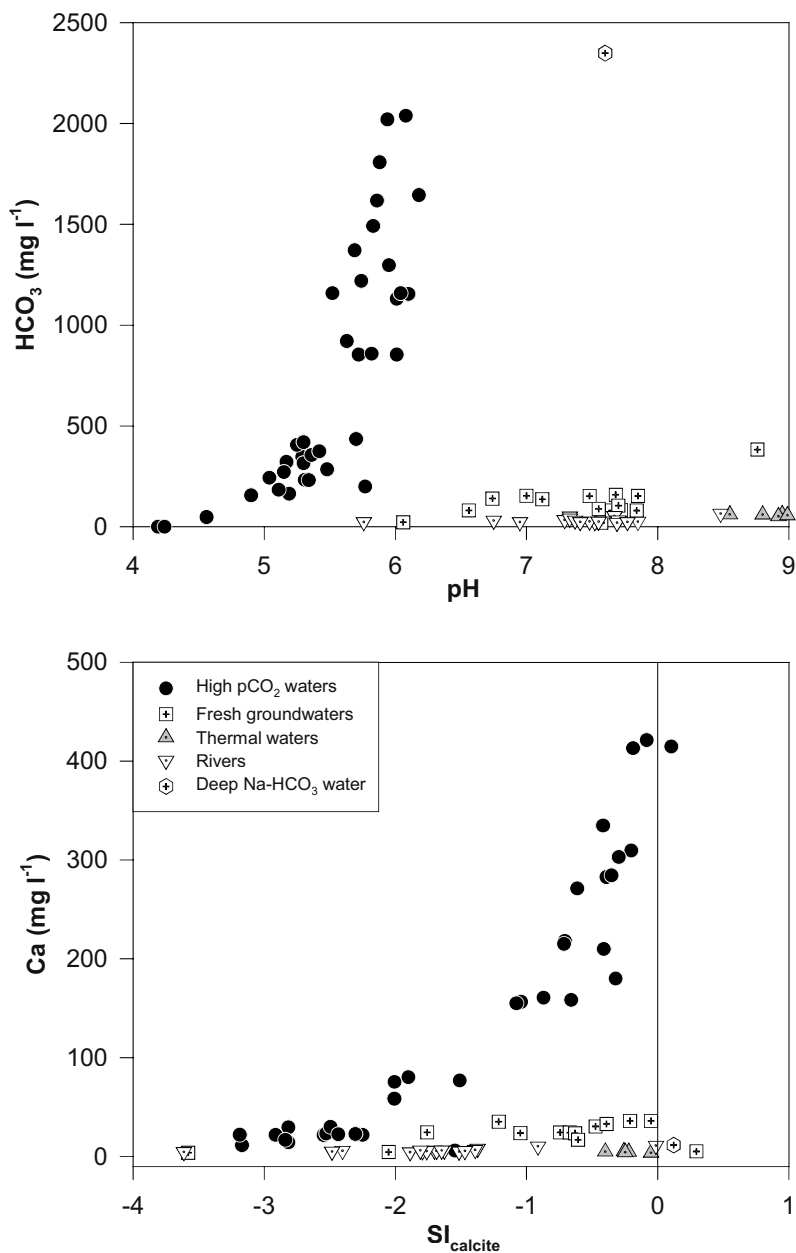 2500
2000
1500
1000
500
0
HCO₃ (mg l⁻¹)
4 5 6 7 8 9
pH
500
400
300
200
100
0
Ca (mg l⁻¹)
High pCO₂ waters
Fresh groundwaters
Thermal waters
Rivers
Deep Na-HCO₃ water
-4 -3 -2 -1 0 1
SIcalcite